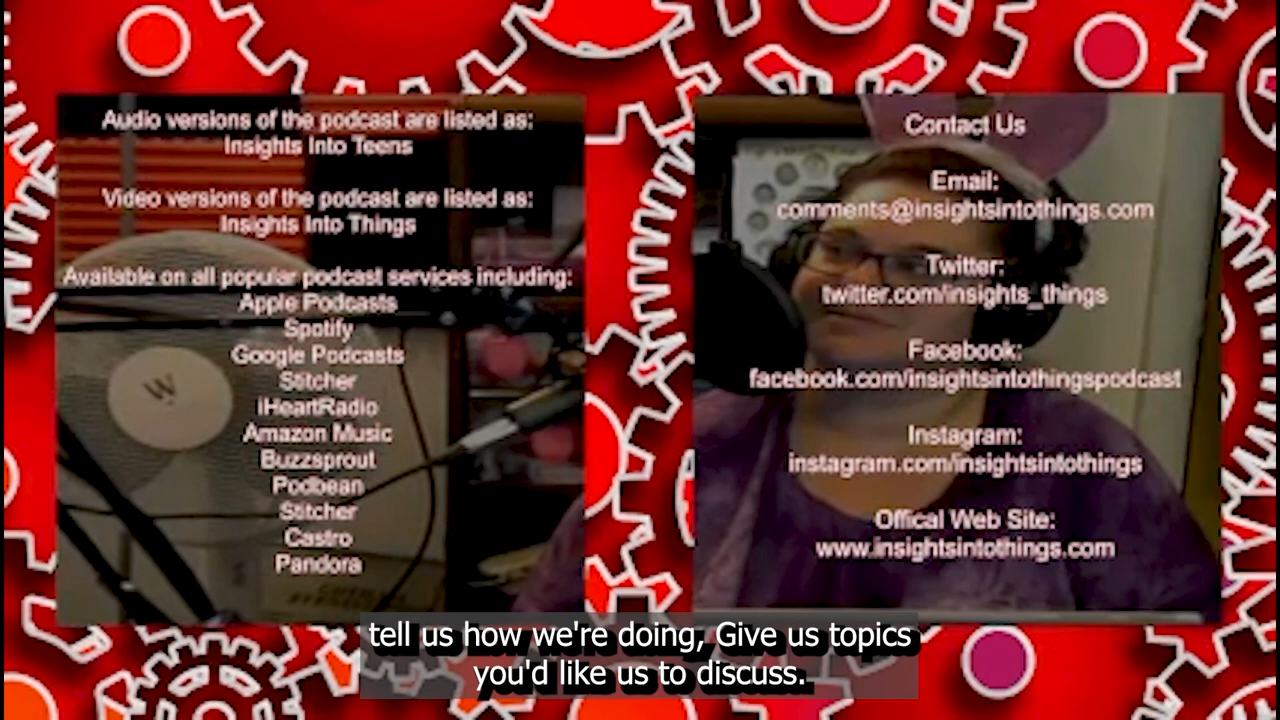 Audio versions of the podcast are listed as:
Insights Into Teens
Video versions of the podcast are listed as:
Insights Into Things
Available on all popular podcast services including:
Apple Podcasts
Spotify
Google Podcasts
Stitcher
iHeartRadio
Amazon Music
Buzzsprout
Podbean
Stitcher
Castro
Pandora
W
Contact Us
Email:
comments@insightsintothings.com
Twitter:
twitter.com/insights_things
Facebook:
facebook.com/insightsintothingspodcast
Instagram:
instagram.com/insightsintothings
Offical Web Site:
www.insightsintothings.com
tell us how we're doing, Give us topics
you'd like us to discuss.